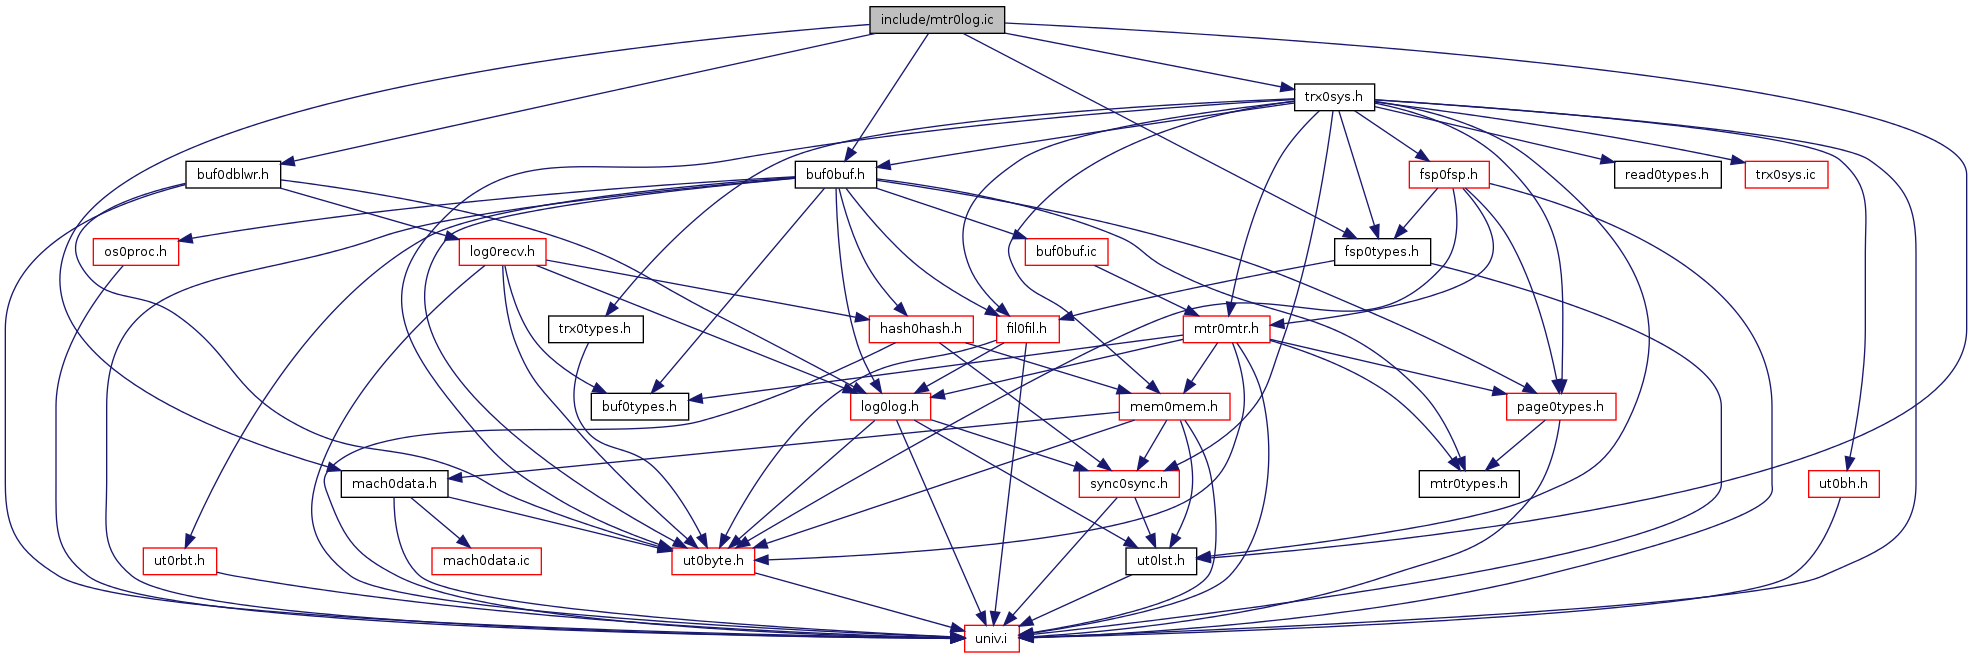 include/mtr0log.ic
trx0sys.h
buf0dblwr.h
buf0buf.h
fsp0fsp.h
read0types.h
trx0sys.ic
os0proc.h
log0recv.h
buf0buf.ic
fsp0types.h
trx0types.h
hash0hash.h
fil0fil.h
mtr0mtr.h
buf0types.h
log0log.h
mem0mem.h
page0types.h
mach0data.h
sync0sync.h
mtr0types.h
ut0bh.h
ut0rbt.h
mach0data.ic
ut0byte.h
ut0lst.h
univ.i